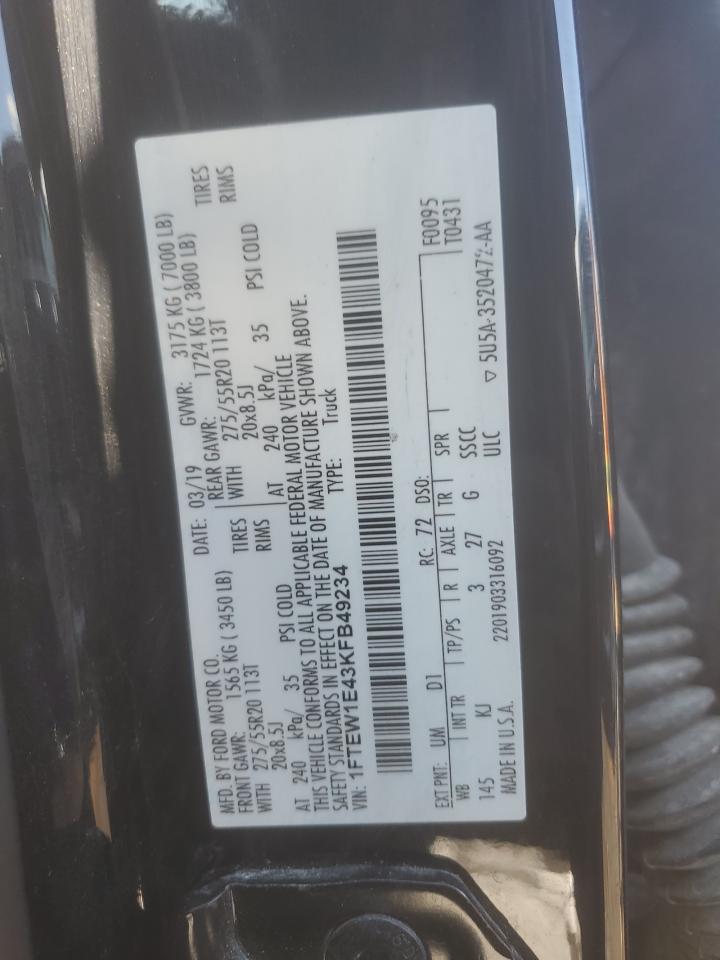 MFD. BY FORD MOTOR CO. DATE: 03/19 GVWR: 3175 KG ( 7000 LB)
FRONT GAWR: 1565 KG ( 3450 LB) REAR GAWR: 1724 KG ( 3800 LB)
WITH 275/55R20 113T TIRES WITH 275/55R20 113T TIRES
20x8.5J RIMS 20x8.5J RIMS
AT 240 kPa/ 35 PSI COLD AT 240 kPa/ 35 PSI COLD
THIS VEHICLE CONFORMS TO ALL APPLICABLE FEDERAL MOTOR VEHICLE
SAFETY STANDARDS IN EFFECT ON THE DATE OF MANUFACTURE SHOWN ABOVE.
VIN: 1FTEW1E43KFB49234 TYPE: Truck
F0095
T0431
EXT PNT: UM D1 RC: 72 DSO:
WB INT TR TP/PS R AXLE TR SPR
145 KJ 3 27 G SSCC
ULC
MADE IN U.S.A. 2201903316092 ▽ 5U5A-3520472-AA